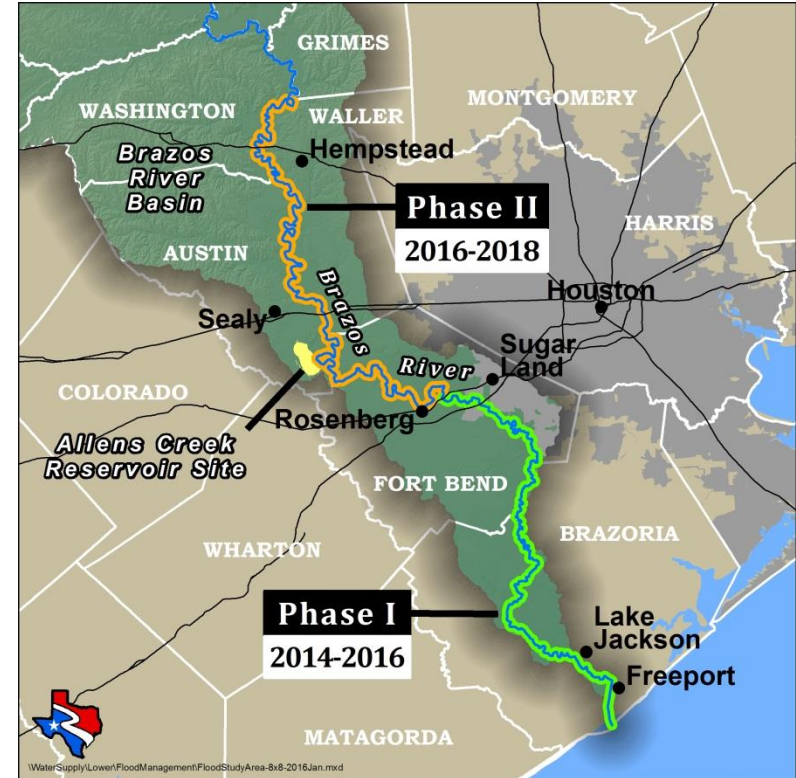 GRIMES
WASHINGTON
WALLER
MONTGOMERY
Hempstead
Brazos
River
Basin
Phase II
2016-2018
HARRIS
AUSTIN
Houston
Sealy
Brazos
River
Sugar
Land
COLORADO
Rosenberg
Allens Creek
Reservoir Site
FORT BEND
BRAZORIA
WHARTON
Phase I
2014-2016
Lake
Jackson
Freeport
MATAGORDA
\WaterSupply\Lower\FloodManagement\FloodStudyArea-8x8-2016Jan.mxd